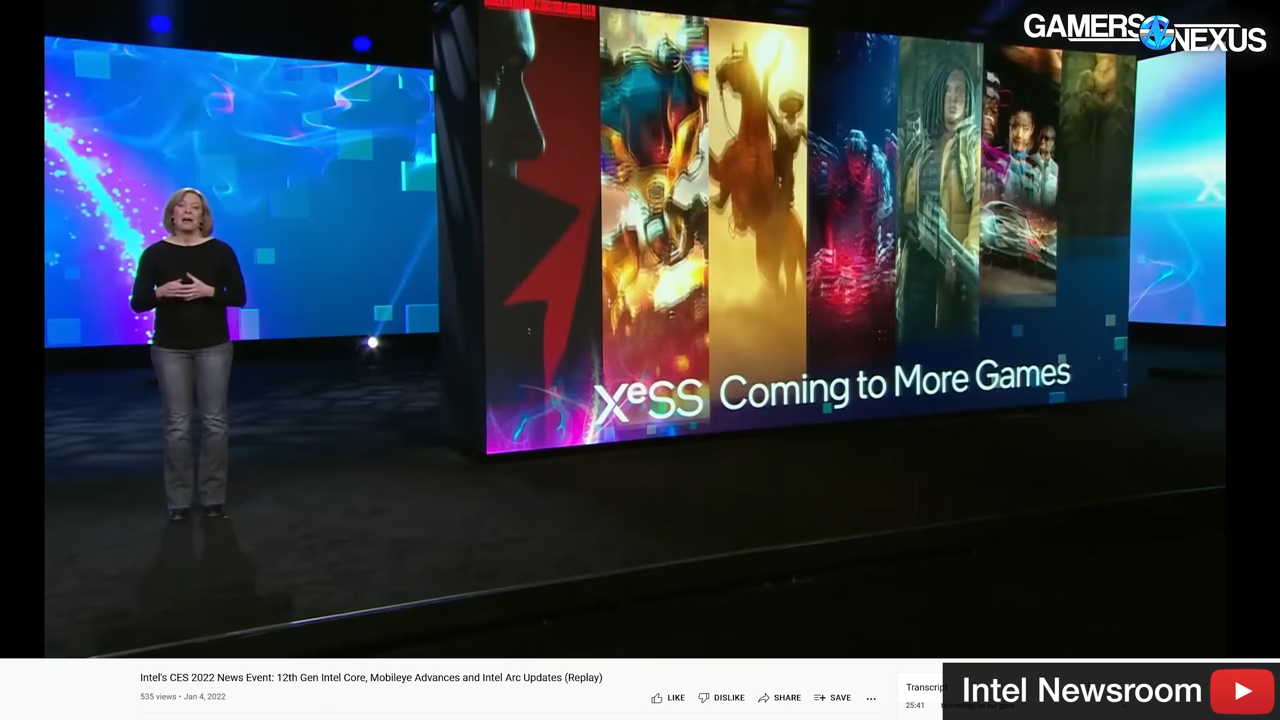 GAMERS NEXUS
XeSS Coming to More Games
Intel's CES 2022 News Event: 12th Gen Intel Core, Mobileye Advances and Intel Arc Updates (Replay)
535 views • Jan 4, 2022
LIKE
DISLIKE
SHARE
SAVE
...
Transcrip
25:41
Intel Newsroom